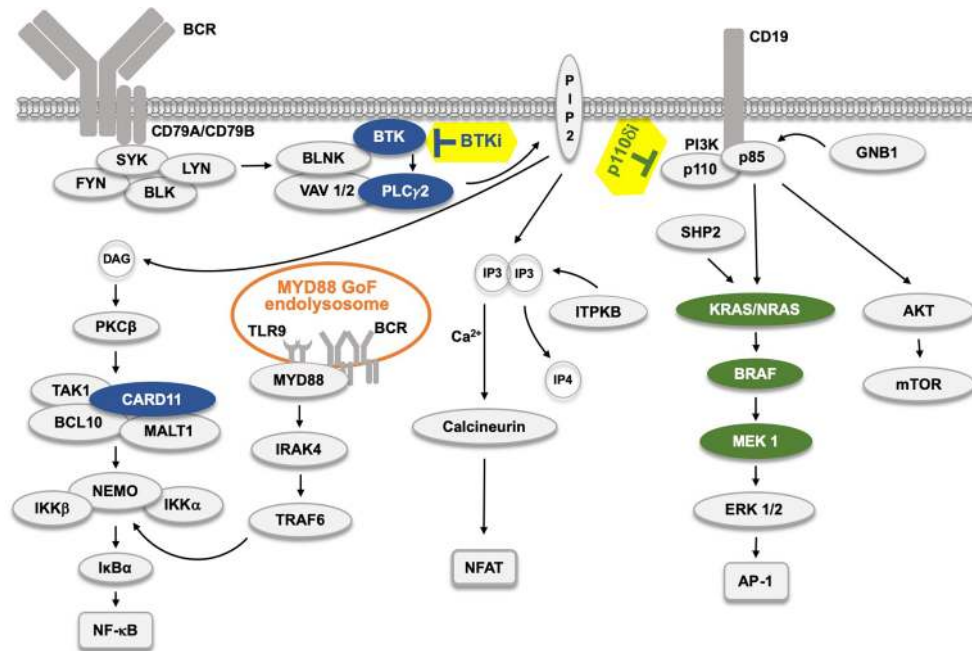 BCR
CD19
PIP2
CD79A/CD79B
SYK
LYN
FYN
BLK
BLNK
BTK
BTKi
VAV 1/2
PLCγ2
p110δi
PI3K
p110
p85
GNB1
SHP2
DAG
PKCβ
TAK1
CARD11
BCL10
MALT1
NEMO
IKKβ
IKKα
IκBα
NF-κB
MYD88 GoF
endolysosome
TLR9
BCR
MYD88
IRAK4
TRAF6
IP3
IP3
ITPKB
Ca²⁺
IP4
Calcineurin
NFAT
KRAS/NRAS
BRAF
MEK 1
ERK 1/2
AP-1
AKT
mTOR